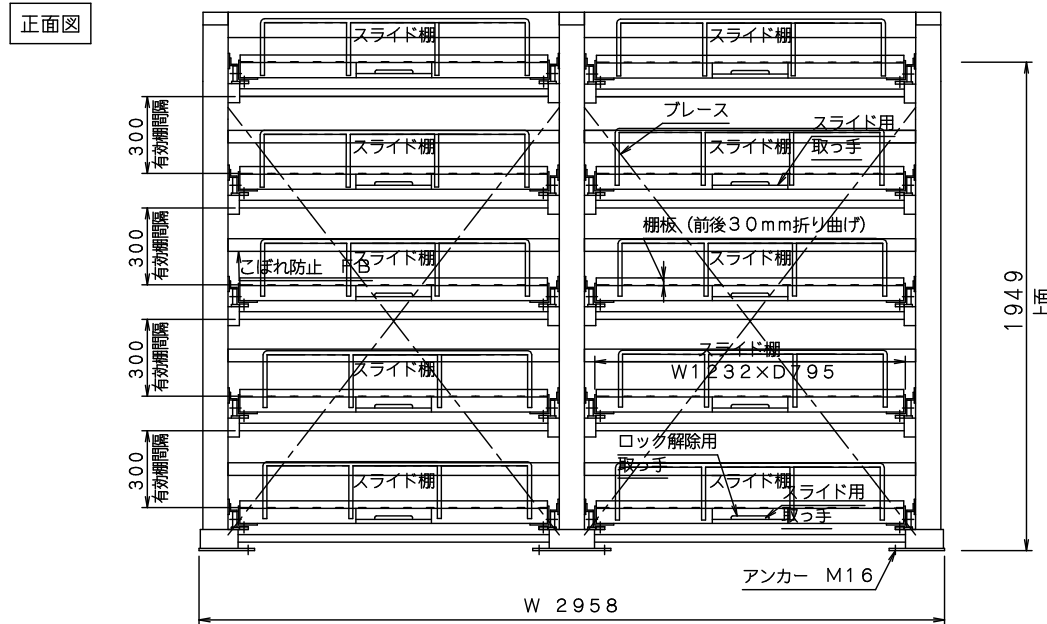 正面図
スライド棚
スライド棚
ブレース
スライド用
取っ手
300
有効棚間隔
スライド棚
スライド棚
棚板（前後30mm折り曲げ）
300
有効棚間隔
こぼれ防止 FB
スライド棚
スライド棚
1949
上面
300
有効棚間隔
スライド棚
スライド棚
W1232×D795
ロック解除用
取っ手
300
有効棚間隔
スライド棚
スライド棚
スライド用
取っ手
アンカー M16
W 2958